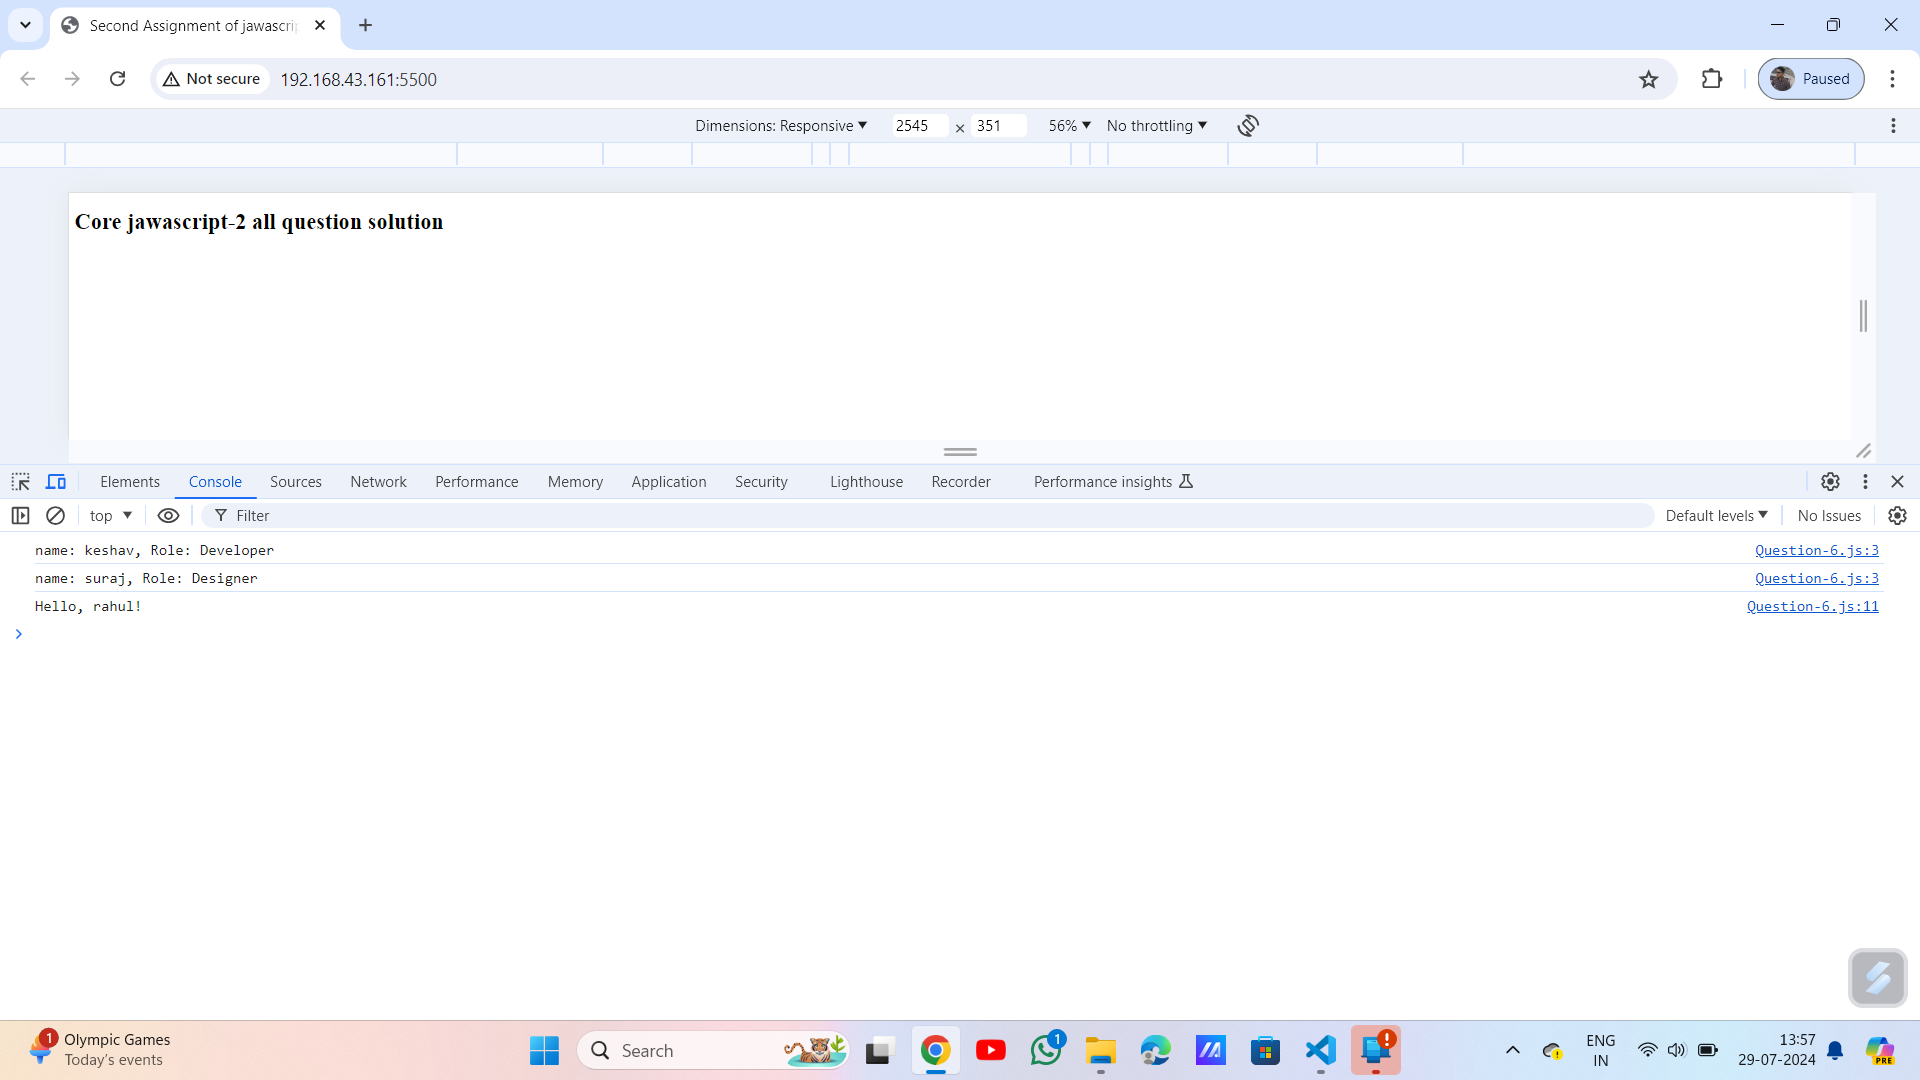 Second Assignment of jawascri
Not secure
192.168.43.161:5500
Paused
Dimensions: Responsive
2545 × 351
56%
No throttling
Core jawascript-2 all question solution
Elements
Console
Sources
Network
Performance
Memory
Application
Security
Lighthouse
Recorder
Performance insights
top
Filter
Default levels
No Issues
name: keshav, Role: Developer
Question-6.js:3
name: suraj, Role: Designer
Question-6.js:3
Hello, rahul!
Question-6.js:11
1
Olympic Games
Today's events
Search
1
ENG
IN
13:57
29-07-2024
PRE